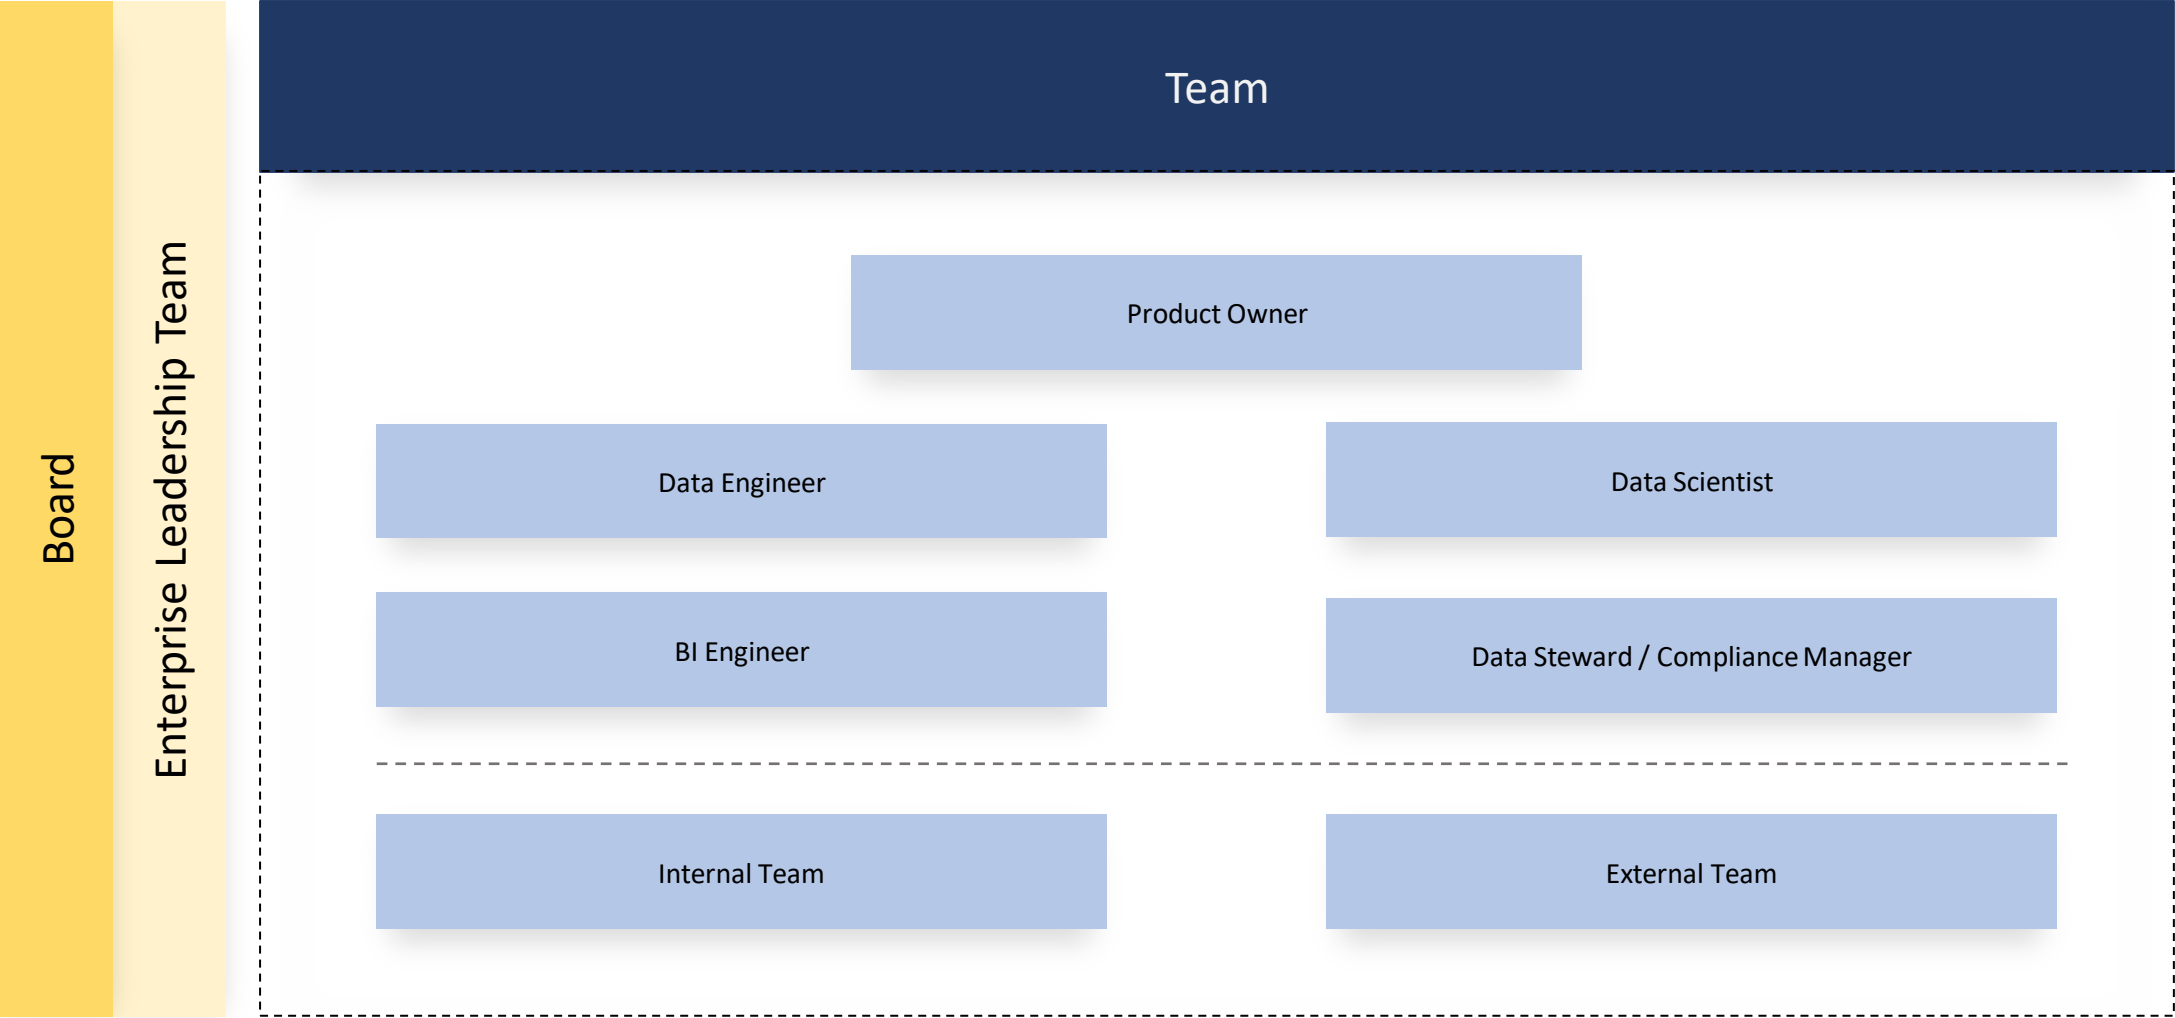 Board
Enterprise Leadership Team
Team
Product Owner
Data Engineer
Data Scientist
BI Engineer
Data Steward / Compliance Manager
Internal Team
External Team